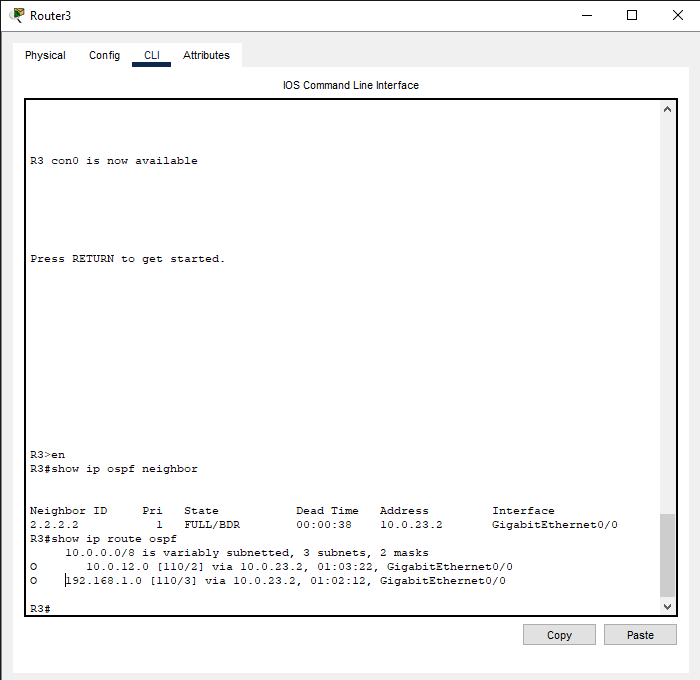 Router3
Physical Config CLI Attributes
IOS Command Line Interface
R3 con0 is now available
Press RETURN to get started.
R3>en
R3#show ip ospf neighbor
Neighbor ID     Pri   State           Dead Time   Address         Interface
2.2.2.2           1   FULL/BDR        00:00:38    10.0.23.2       GigabitEthernet0/0
R3#show ip route ospf
     10.0.0.0/8 is variably subnetted, 3 subnets, 2 masks
O       10.0.12.0 [110/2] via 10.0.23.2, 01:03:22, GigabitEthernet0/0
O    192.168.1.0 [110/3] via 10.0.23.2, 01:02:12, GigabitEthernet0/0
R3#
Copy Paste